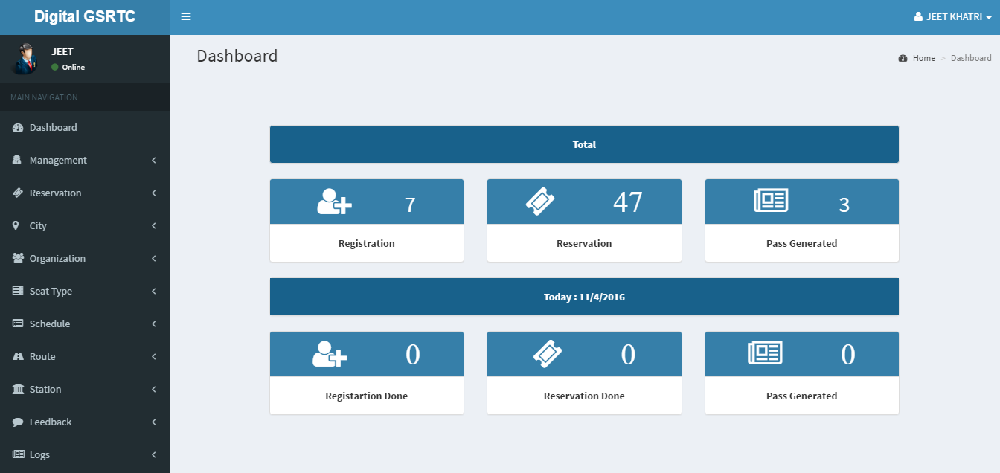 Digital GSRTC
JEET KHATRI
JEET
Online
MAIN NAVIGATION
Dashboard
Management
Reservation
City
Organization
Seat Type
Schedule
Route
Station
Feedback
Logs
Dashboard
Home > Dashboard
Total
7 47 3
Registration Reservation Pass Generated
Today : 11/4/2016
0 0 0
Registartion Done Reservation Done Pass Generated